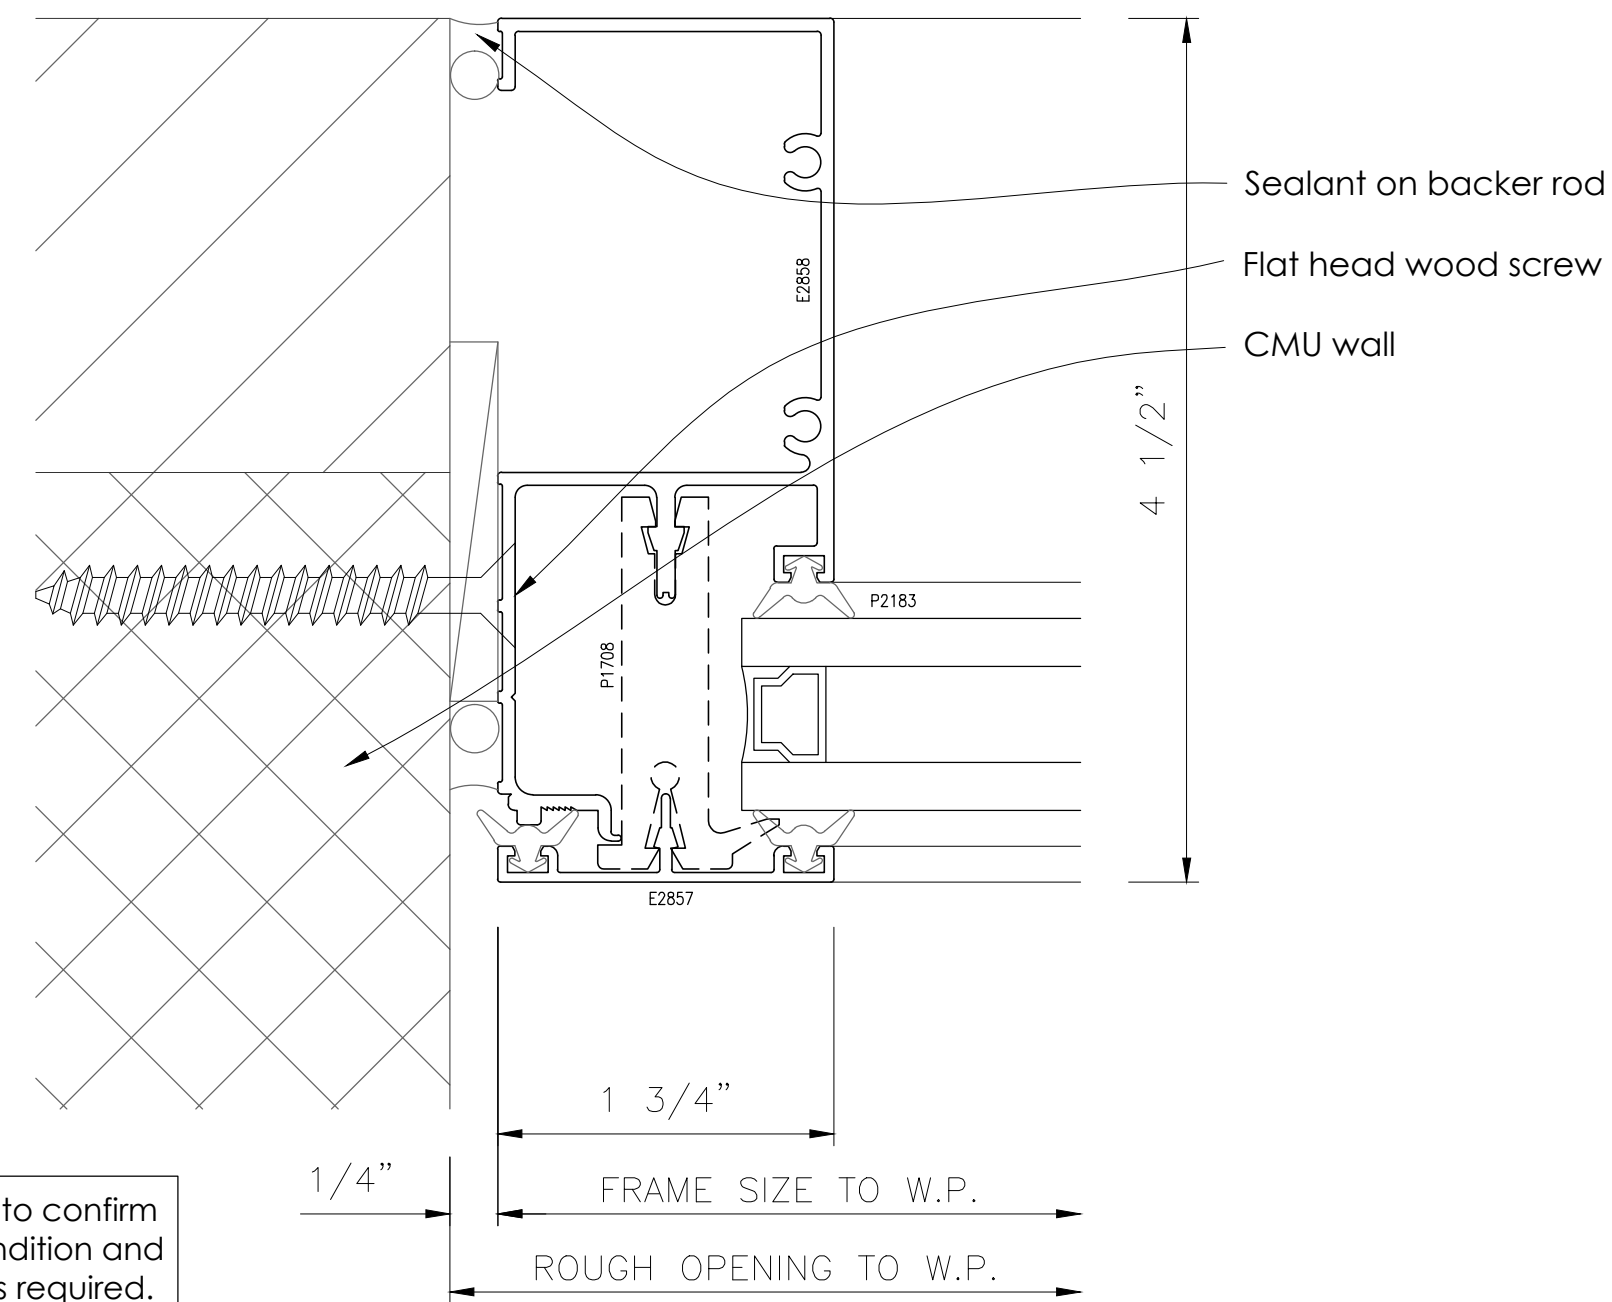 Sealant on backer rod
Flat head wood screw
CMU wall
E2858
4 1/2”
P2183
P1708
E2857
1 3/4”
1/4”
FRAME SIZE TO W.P.
ROUGH OPENING TO W.P.
to confirm
ndition and
s required.